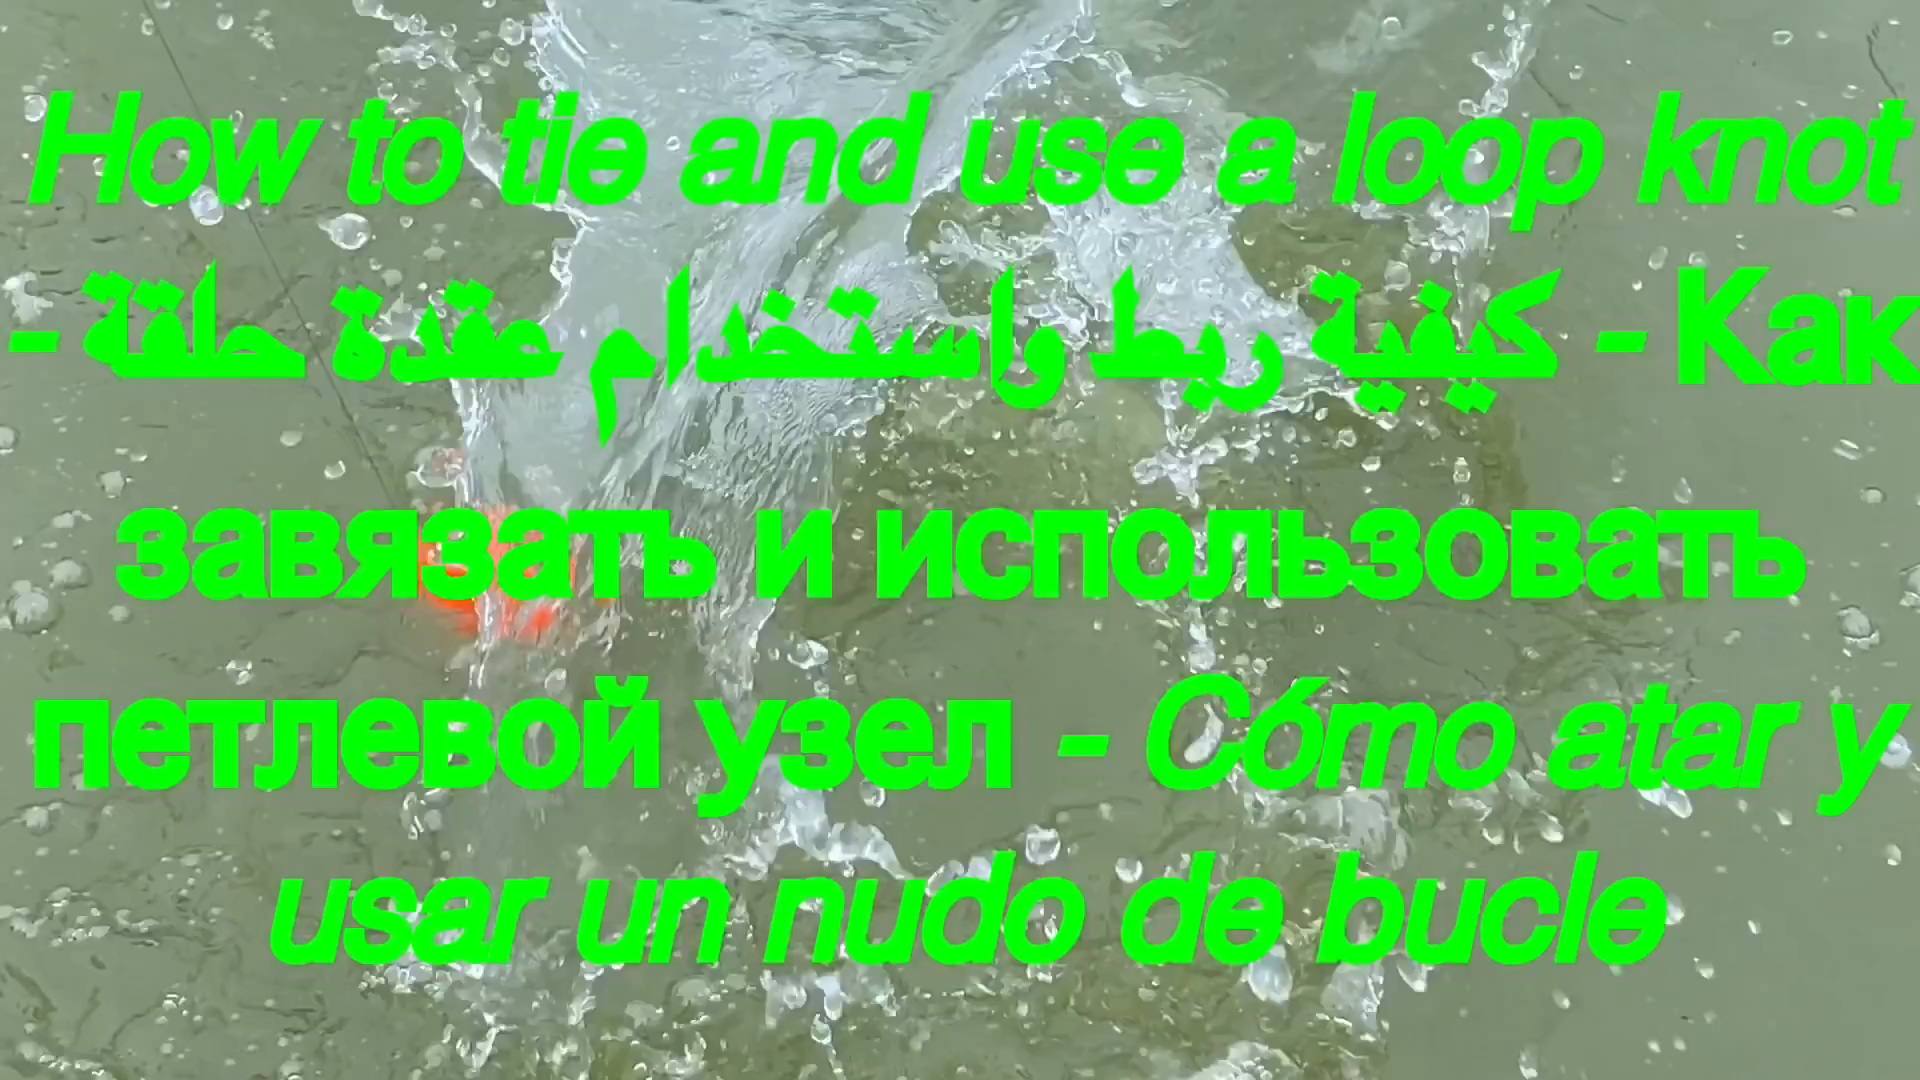 How to tie and use a loop knot
- كيفية ربط واستخدام عقدة حلقة - Как
завязать и использовать
петлевой узел - Cómo atar y
usar un nudo de bucle